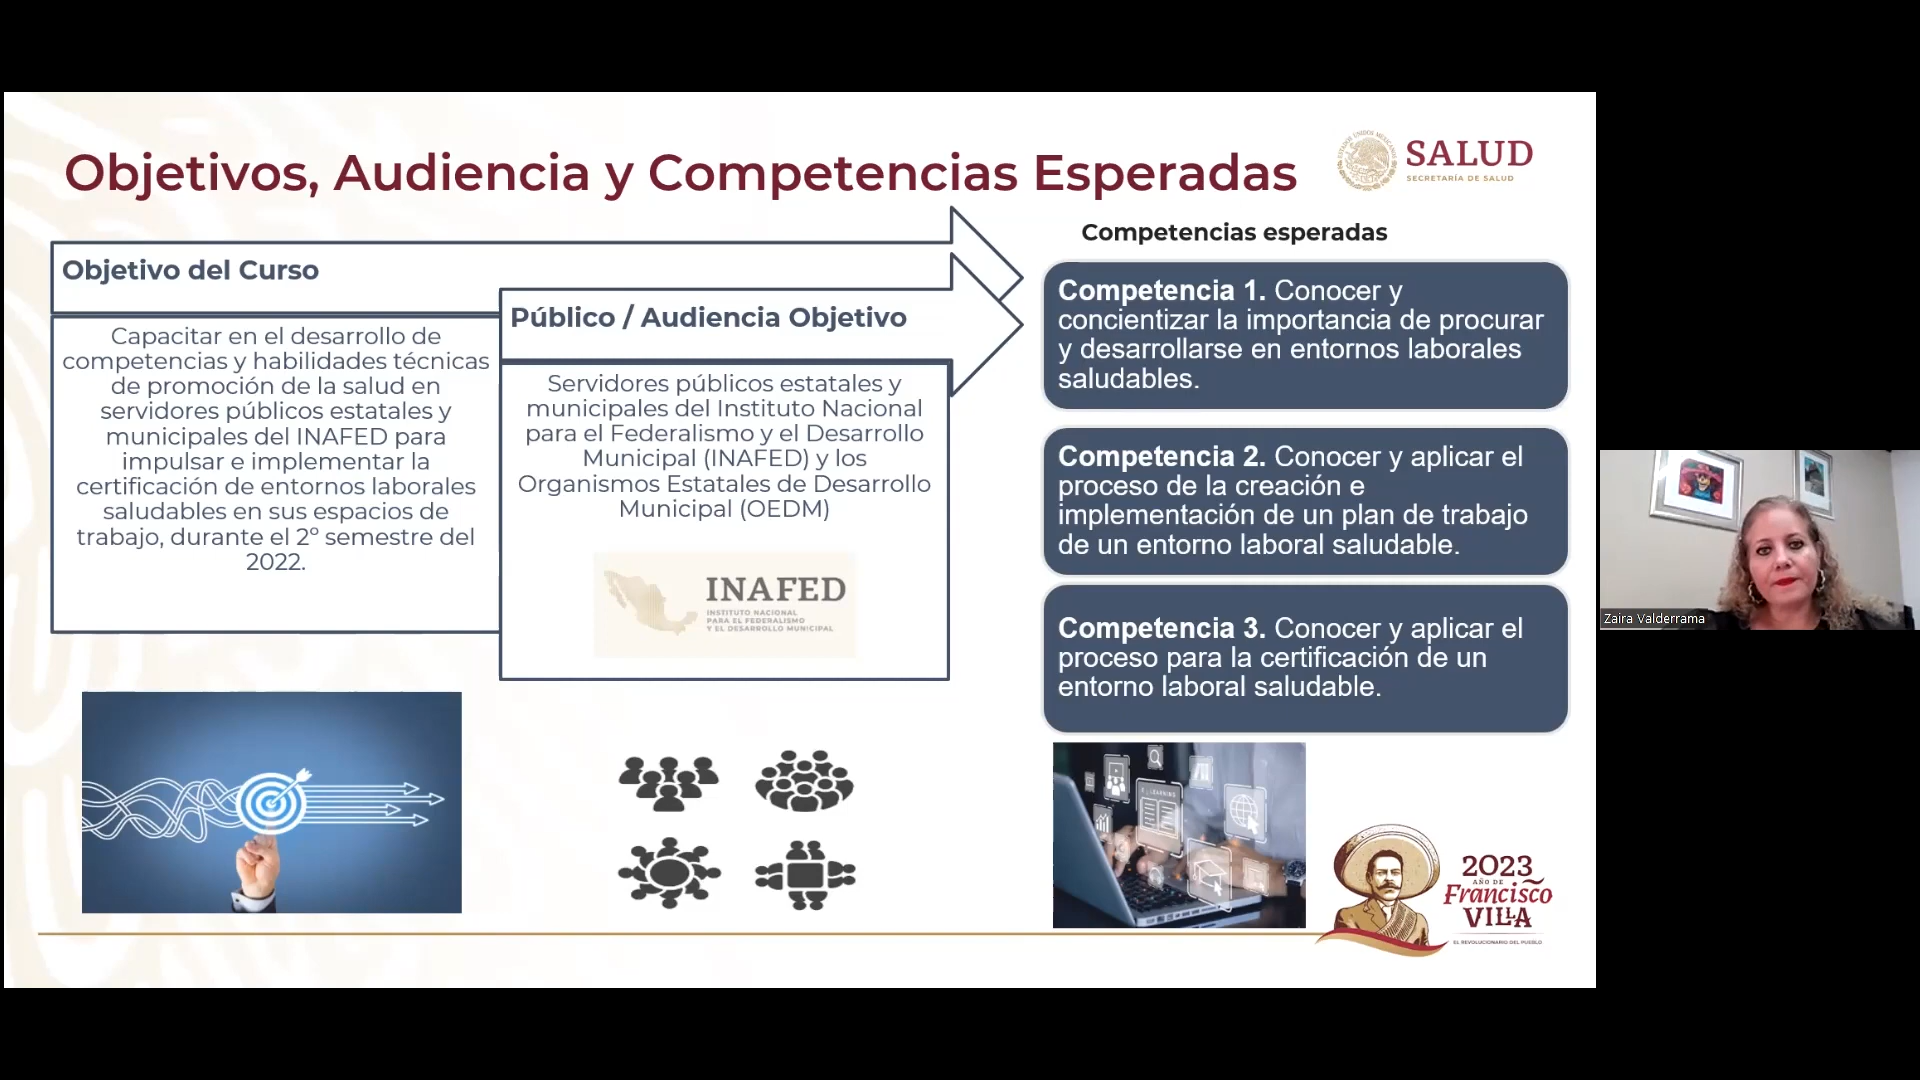 Objetivos, Audiencia y Competencias Esperadas
SALUD
SECRETARÍA DE SALUD
Objetivo del Curso
Capacitar en el desarrollo de
competencias y habilidades técnicas
de promoción de la salud en
servidores públicos estatales y
municipales del INAFED para
impulsar e implementar la
certificación de entornos laborales
saludables en sus espacios de
trabajo, durante el 2º semestre del
2022.
Público / Audiencia Objetivo
Servidores públicos estatales y
municipales del Instituto Nacional
para el Federalismo y el Desarrollo
Municipal (INAFED) y los
Organismos Estatales de Desarrollo
Municipal (OEDM)
INAFED
INSTITUTO NACIONAL
PARA EL FEDERALISMO
Y EL DESARROLLO MUNICIPAL
Competencias esperadas
Competencia 1. Conocer y
concientizar la importancia de procurar
y desarrollarse en entornos laborales
saludables.
Competencia 2. Conocer y aplicar el
proceso de la creación e
implementación de un plan de trabajo
de un entorno laboral saludable.
Competencia 3. Conocer y aplicar el
proceso para la certificación de un
entorno laboral saludable.
E-LEARNING
2023
AÑO DE
Francisco
VILLA
EL REVOLUCIONARIO DEL PUEBLO
Zaira Valderrama